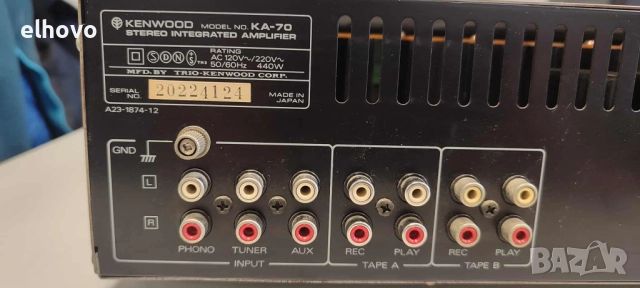 elhovo
KENWOOD MODEL NO. KA-70
STEREO INTEGRATED AMPLIFIER
RATING
AC 120V~/220V~
50/60Hz 440W
MFD. BY TRIO-KENWOOD CORP.
SERIAL NO. 20224124 MADE IN JAPAN
A23-1874-12
GND
L
R
PHONO TUNER AUX REC PLAY REC PLAY
INPUT TAPE A TAPE B
BAZAR